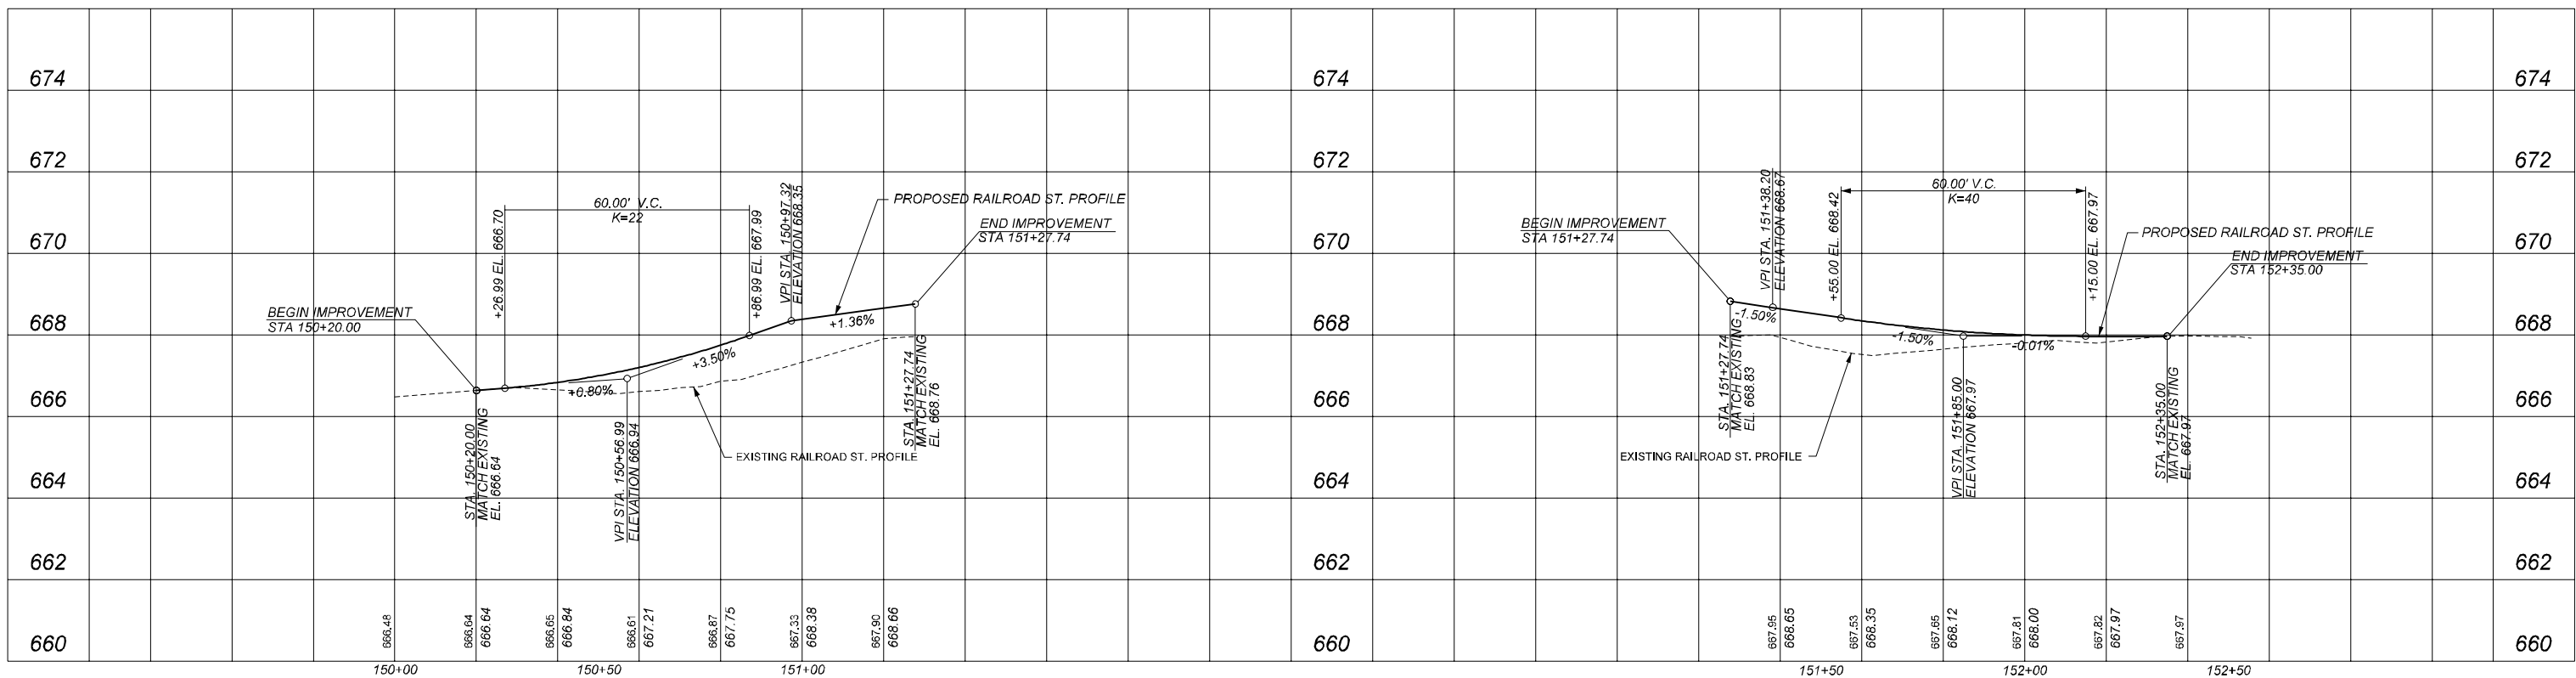 674 674 674
672 672 672
670 670 670
668 668 668
666 666 666
664 664 664
662 662 662
660 660 660
BEGIN IMPROVEMENT
STA 150+20.00
STA. 150+20.00
MATCH EXISTING
EL. 666.64
+26.99 EL. 666.70
60.00' V.C.
K=22
+0.80%
VPI STA. 150+56.99
ELEVATION 666.94
+3.50%
+86.99 EL. 667.99
VPI STA. 150+97.32
ELEVATION 668.35
PROPOSED RAILROAD ST. PROFILE
+1.36%
END IMPROVEMENT
STA 151+27.74
STA. 151+27.74
MATCH EXISTING
EL. 668.76
EXISTING RAILROAD ST. PROFILE
BEGIN IMPROVEMENT
STA 151+27.74
STA. 151+27.74
MATCH EXISTING
EL. 668.83
-1.50%
VPI STA. 151+38.20
ELEVATION 668.67
+55.00 EL. 668.42
60.00' V.C.
K=40
-1.50%
VPI STA. 151+85.00
ELEVATION 667.97
-0.01%
+15.00 EL. 667.97
PROPOSED RAILROAD ST. PROFILE
END IMPROVEMENT
STA 152+35.00
STA. 152+35.00
MATCH EXISTING
EL. 667.97
EXISTING RAILROAD ST. PROFILE
666.48
666.64
666.64
666.65
666.84
666.61
667.21
666.87
667.75
667.33
668.38
667.90
668.66
667.95
668.65
667.53
668.35
667.65
668.12
667.81
668.00
667.82
667.97
667.97
150+00 150+50 151+00 151+50 152+00 152+50